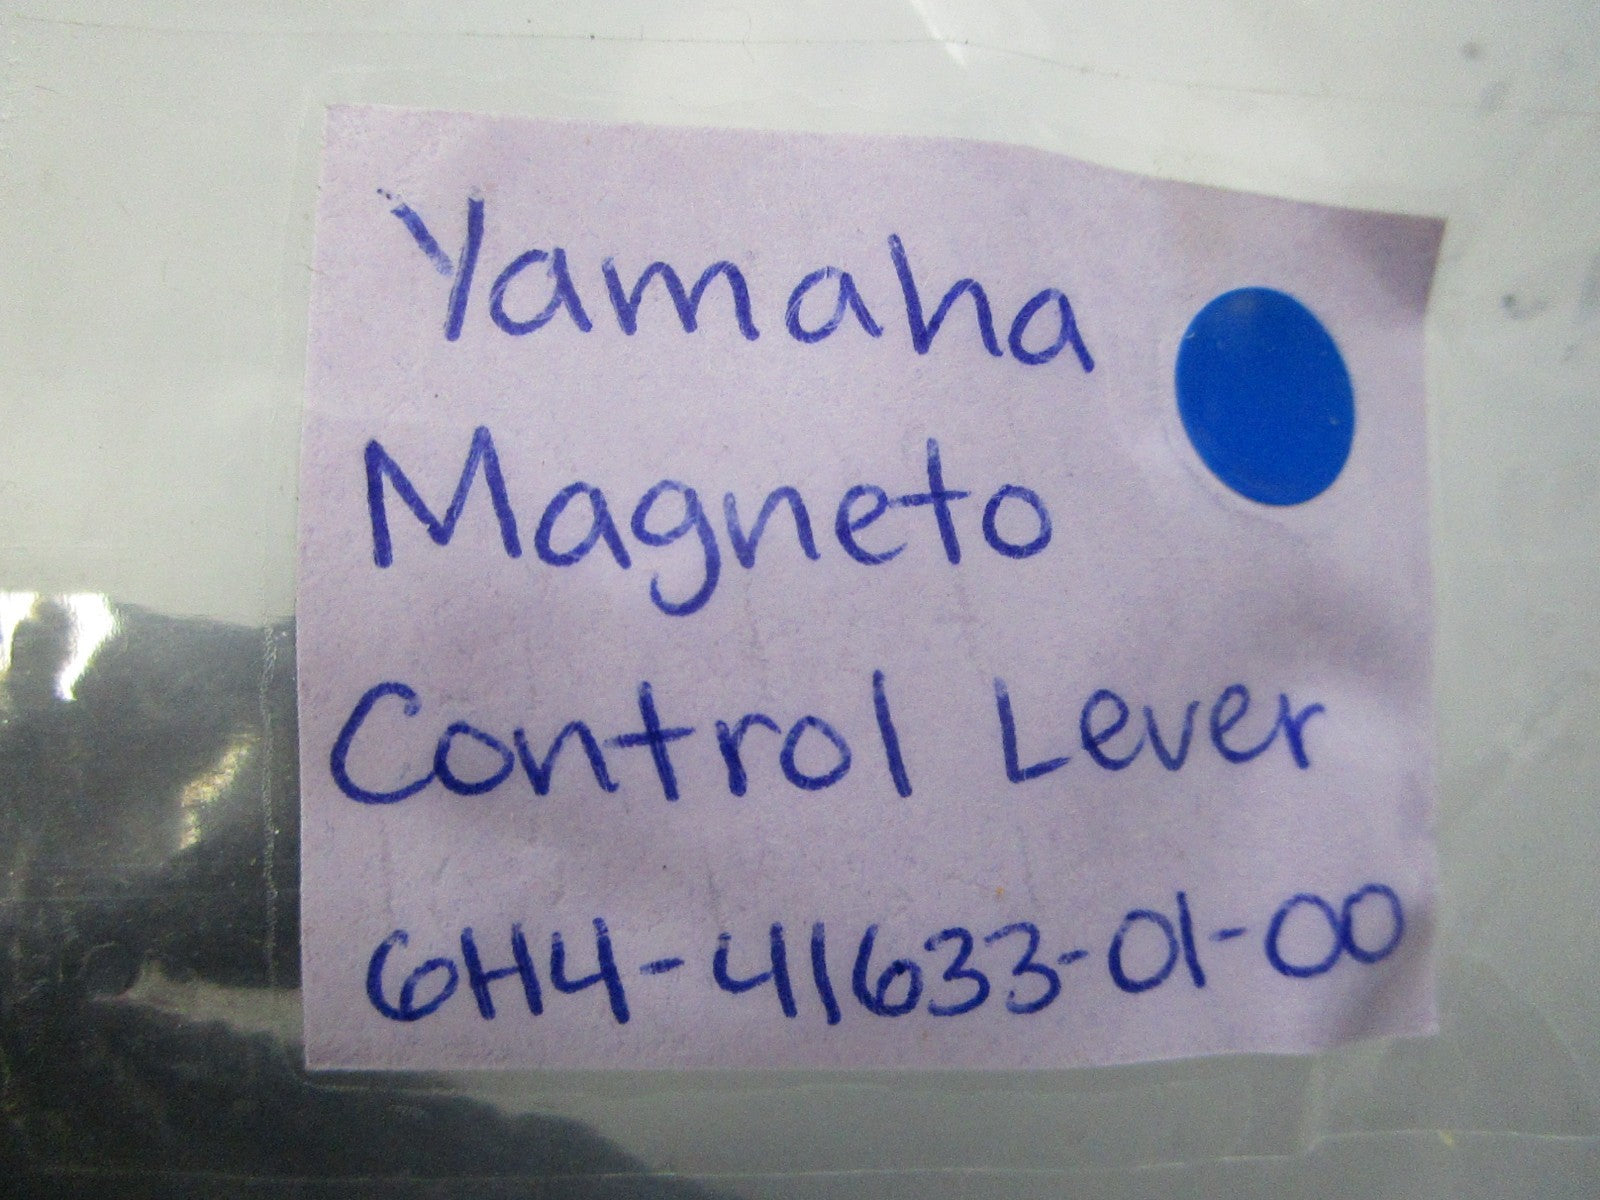 Yamaha
Magneto
Control Lever
6H4-41633-01-00